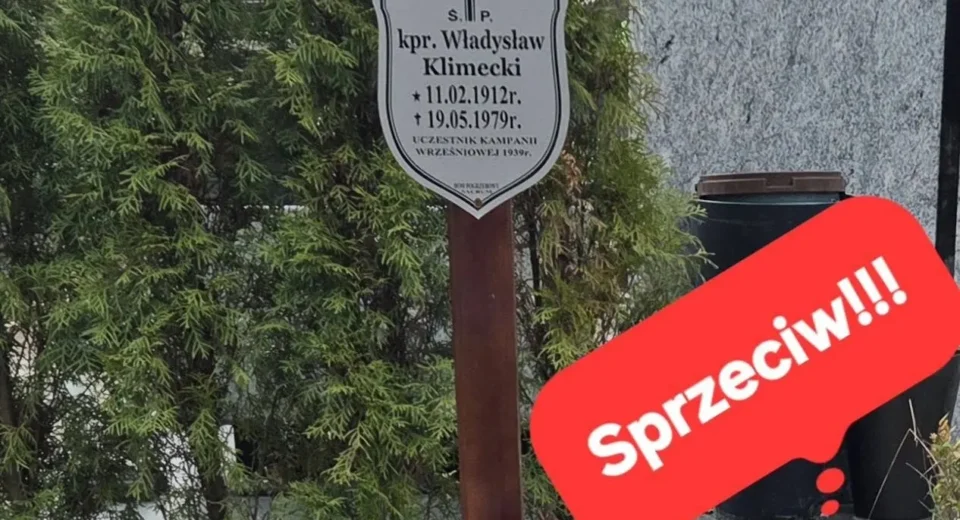 Ś. P.
kpr. Władysław
Klimecki
★ 11.02.1912r.
† 19.05.1979r.
UCZESTNIK KAMPANII
WRZEŚNIOWEJ 1939r.
Sprzeciw!!!